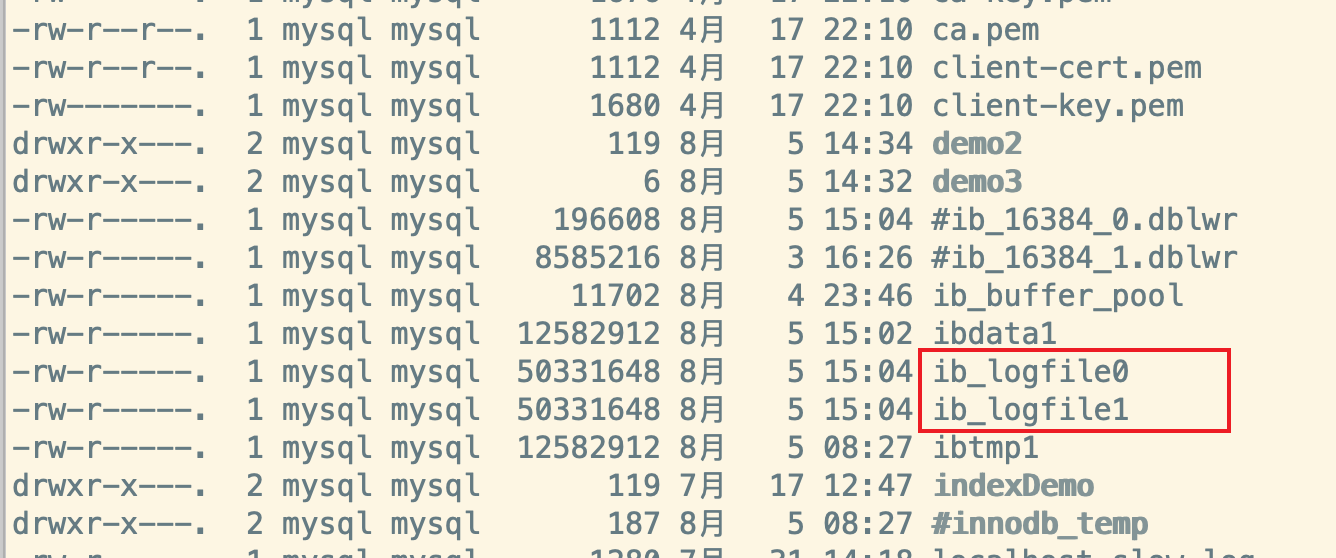 -rw-r--r--. 1 mysql mysql 1112 4月 17 22:10 ca.pem
-rw-r--r--. 1 mysql mysql 1112 4月 17 22:10 client-cert.pem
-rw-------. 1 mysql mysql 1680 4月 17 22:10 client-key.pem
drwxr-x---. 2 mysql mysql 119 8月 5 14:34 demo2
drwxr-x---. 2 mysql mysql 6 8月 5 14:32 demo3
-rw-r-----. 1 mysql mysql 196608 8月 5 15:04 #ib_16384_0.dblwr
-rw-r-----. 1 mysql mysql 8585216 8月 3 16:26 #ib_16384_1.dblwr
-rw-r-----. 1 mysql mysql 11702 8月 4 23:46 ib_buffer_pool
-rw-r-----. 1 mysql mysql 12582912 8月 5 15:02 ibdata1
-rw-r-----. 1 mysql mysql 50331648 8月 5 15:04 ib_logfile0
-rw-r-----. 1 mysql mysql 50331648 8月 5 15:04 ib_logfile1
-rw-r-----. 1 mysql mysql 12582912 8月 5 08:27 ibtmp1
drwxr-x---. 2 mysql mysql 119 7月 17 12:47 indexDemo
drwxr-x---. 2 mysql mysql 187 8月 5 08:27 #innodb_temp